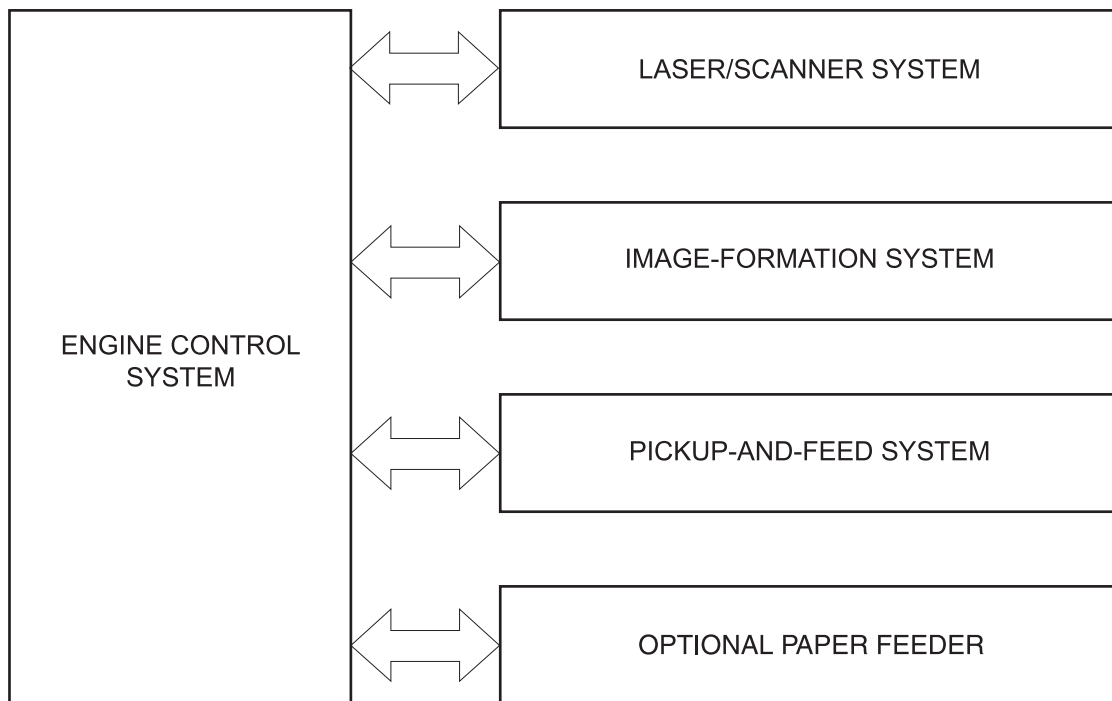 LASER/SCANNER SYSTEM
IMAGE-FORMATION SYSTEM
ENGINE CONTROL
SYSTEM
PICKUP-AND-FEED SYSTEM
OPTIONAL PAPER FEEDER